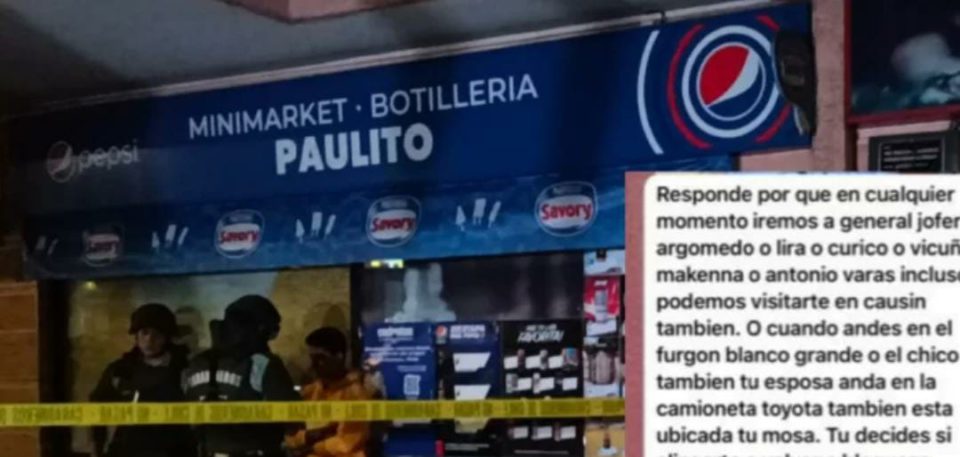 MINIMARKET · BOTILLERIA
PAULITO
pepsi
Savory
Savory
Savory
Savory
CARABINEROS
Responde por que en cualquier
momento iremos a general jofer
argomedo o lira o curico o vicuñ
makenna o antonio varas incluso
podemos visitarte en causin
tambien. O cuando andes en el
furgon blanco grande o el chico
tambien tu esposa anda en la
camioneta toyota tambien esta
ubicada tu mosa. Tu decides si